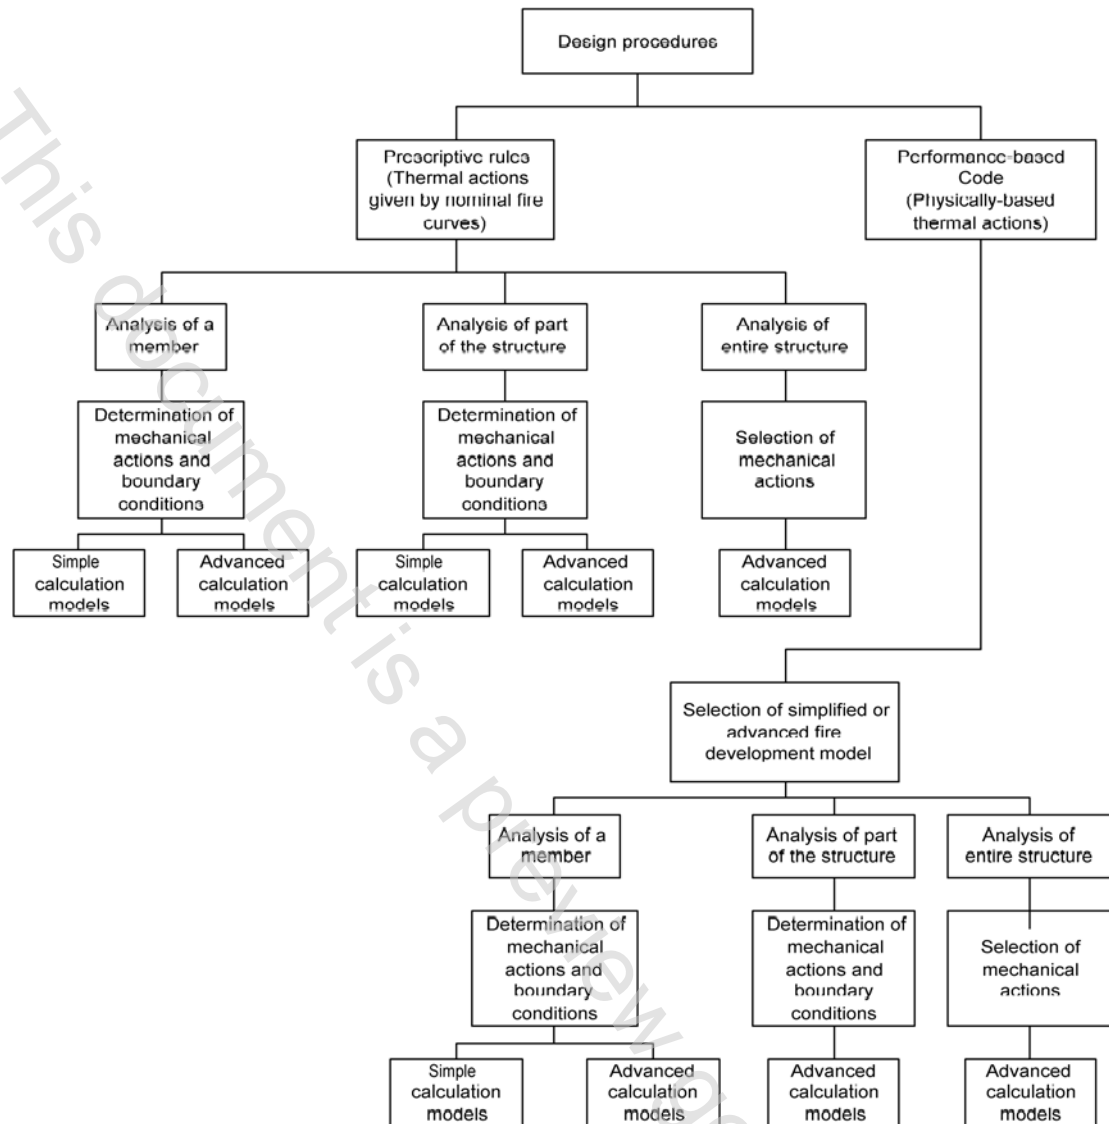 Design procedures
Prescriptive rules
(Thermal actions
given by nominal fire
curves)
Performance-based
Code
(Physically-based
thermal actions)
Analysis of a
member
Analysis of part
of the structure
Analysis of
entire structure
Determination of
mechanical
actions and
boundary
conditions
Determination of
mechanical
actions and
boundary
conditions
Selection of
mechanical
actions
Simple
calculation
models
Advanced
calculation
models
Simple
calculation
models
Advanced
calculation
models
Advanced
calculation
models
Selection of simplified or
advanced fire
development model
Analysis of a
member
Analysis of part
of the structure
Analysis of
entire structure
Determination of
mechanical
actions and
boundary
conditions
Determination of
mechanical
actions and
boundary
conditions
Selection of
mechanical
actions
Simple
calculation
models
Advanced
calculation
models
Advanced
calculation
models
Advanced
calculation
models
This document is a preview